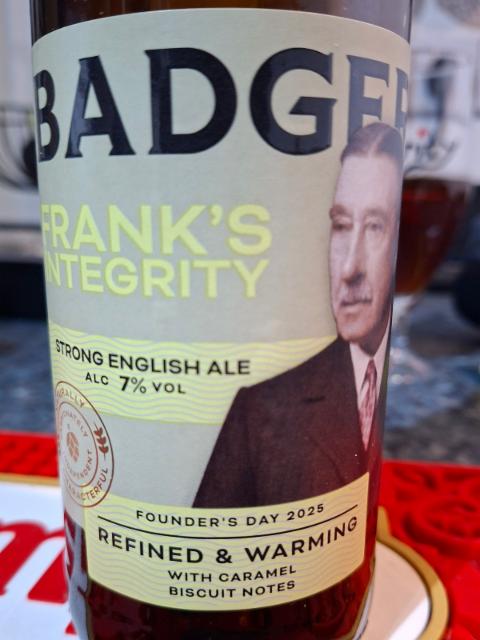 BADGER
FRANK'S
INTEGRITY
STRONG ENGLISH ALE
ALC 7% VOL
FOUNDER'S DAY 2025
REFINED & WARMING
WITH CARAMEL
BISCUIT NOTES